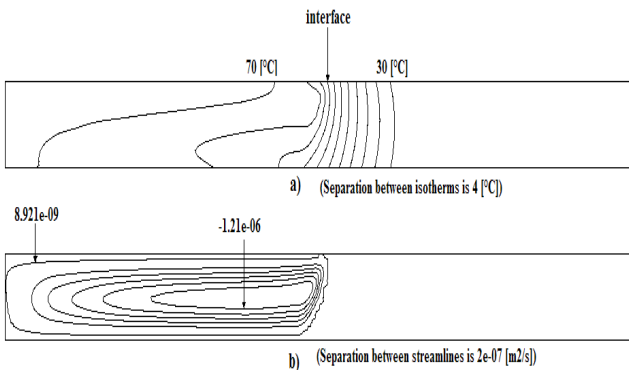 interface
70 [°C]
30 [°C]
a)
(Separation between isotherms is 4 [°C])
8.921e-09
-1.21e-06
b)
(Separation between streamlines is 2e-07 [m2/s])